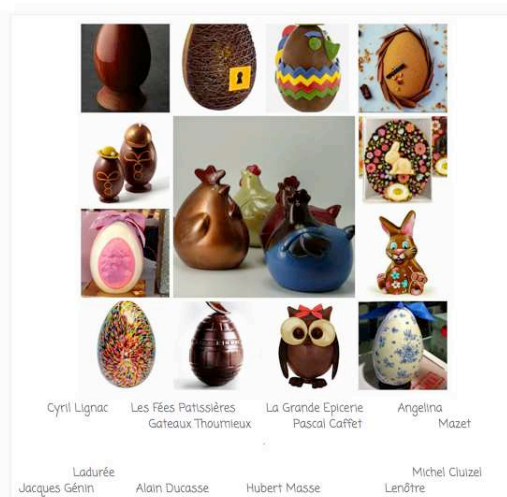 Cyril Lignac Les Fées Patissières La Grande Epicerie Angelina
Gateaux Thoumieux Pascal Caffet Mazet
Ladurée Michel Cluizel
Jacques Génin Alain Ducasse Hubert Masse Lenôtre